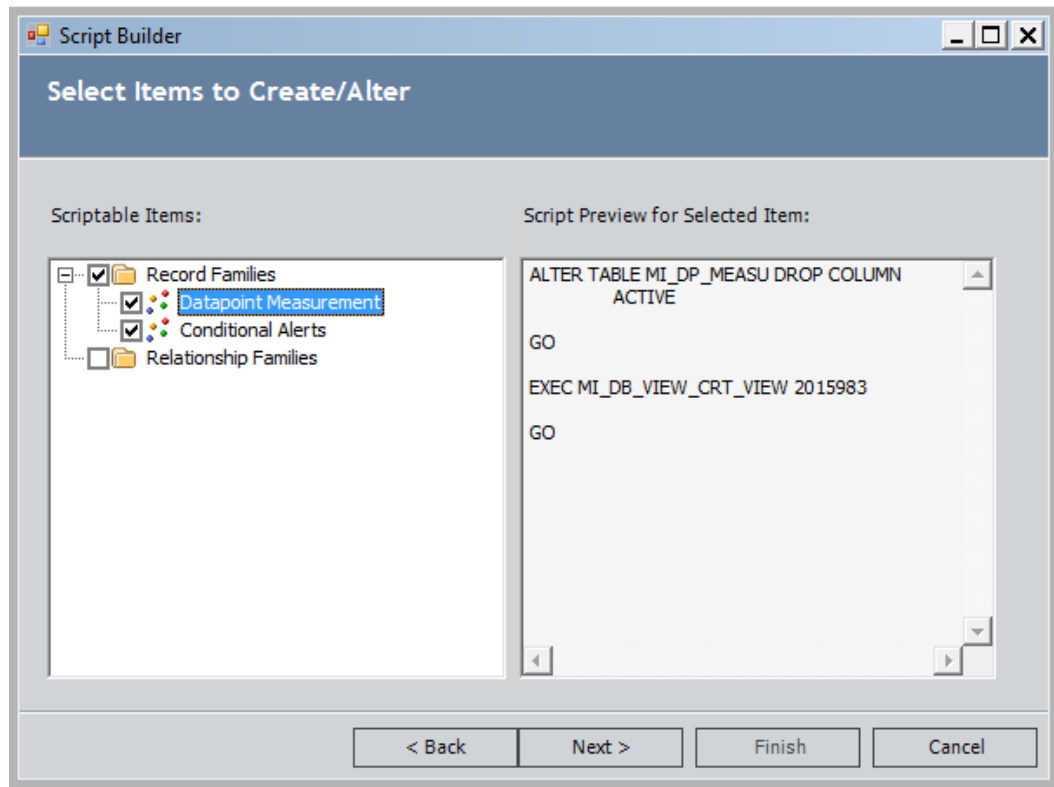 Script Builder
Select Items to Create/Alter
Scriptable Items:
Script Preview for Selected Item:
Record Families
Datapoint Measurement
Conditional Alerts
Relationship Families
ALTER TABLE MI_DP_MEASU DROP COLUMN
ACTIVE
GO
EXEC MI_DB_VIEW_CRT_VIEW 2015983
GO
< Back
Next >
Finish
Cancel